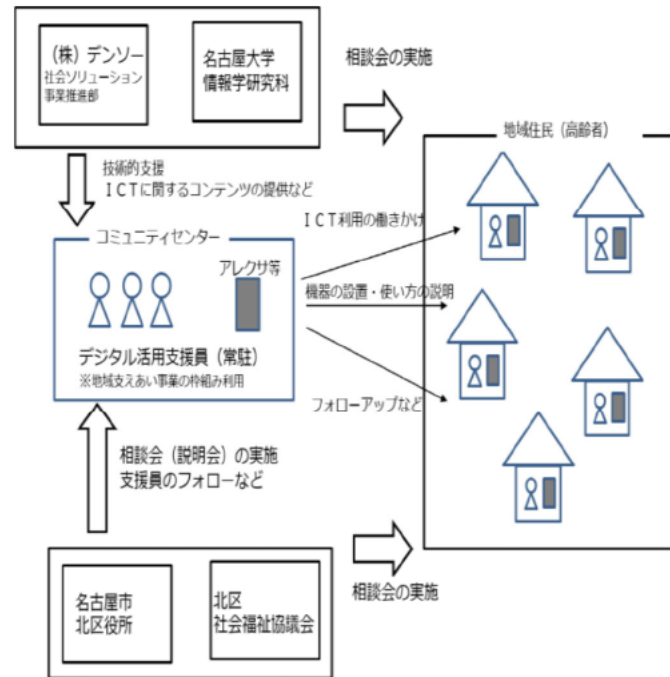 （株）デンソー
社会ソリューション
事業推進部
名古屋大学
情報学研究科
相談会の実施
技術的支援
ＩＣＴに関するコンテンツの提供など
地域住民（高齢者）
コミュニティセンター
アレクサ等
デジタル活用支援員（常駐）
※地域支えあい事業の枠組み利用
ＩＣＴ利用の働きかけ
機器の設置・使い方の説明
フォローアップなど
相談会（説明会）の実施
支援員のフォローなど
名古屋市
北区役所
北区
社会福祉協議会
相談会の実施